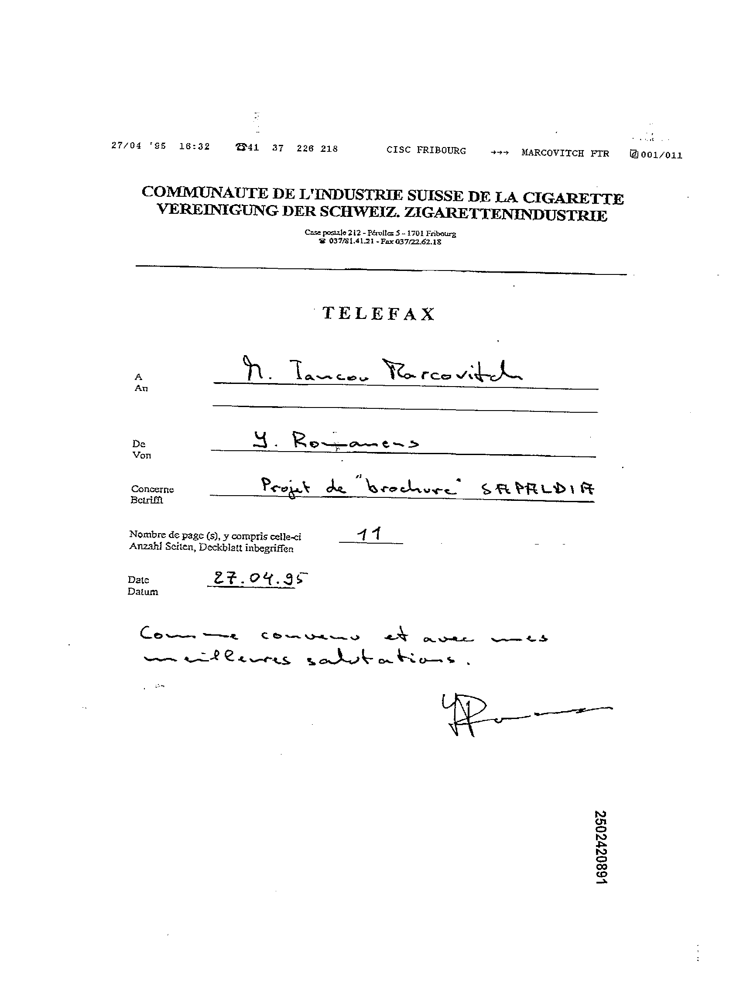 27/04 '95 16:32 ☎41 37 226 218 CISC FRIBOURG →→→ MARCOVITCH FTR 001/011
COMMUNAUTE DE L'INDUSTRIE SUISSE DE LA CIGARETTE
VEREINIGUNG DER SCHWEIZ. ZIGARETTENINDUSTRIE
Case postale 212 - Pérolles 5 - 1701 Fribourg
☎ 037/81.41.21 - Fax 037/22.62.18
TELEFAX
A
An
M. Iancou Marcovitch
De
Von
Y. Romanens
Concerne
Betrifft
Projet de "brochure" SAPALDIA
Nombre de page (s), y compris celle-ci
Anzahl Seiten, Deckblatt inbegriffen
11
Date
Datum
27.04.95
Comme convenu et avec mes
meilleures salutations.
2502420891